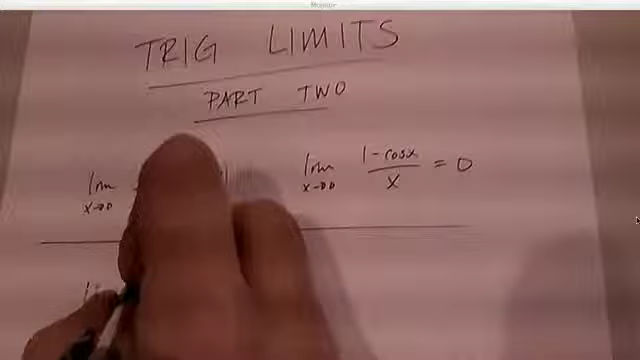 TRIG LIMITS
PART TWO
lim x→0 lim x→0 1-cosx / x = 0